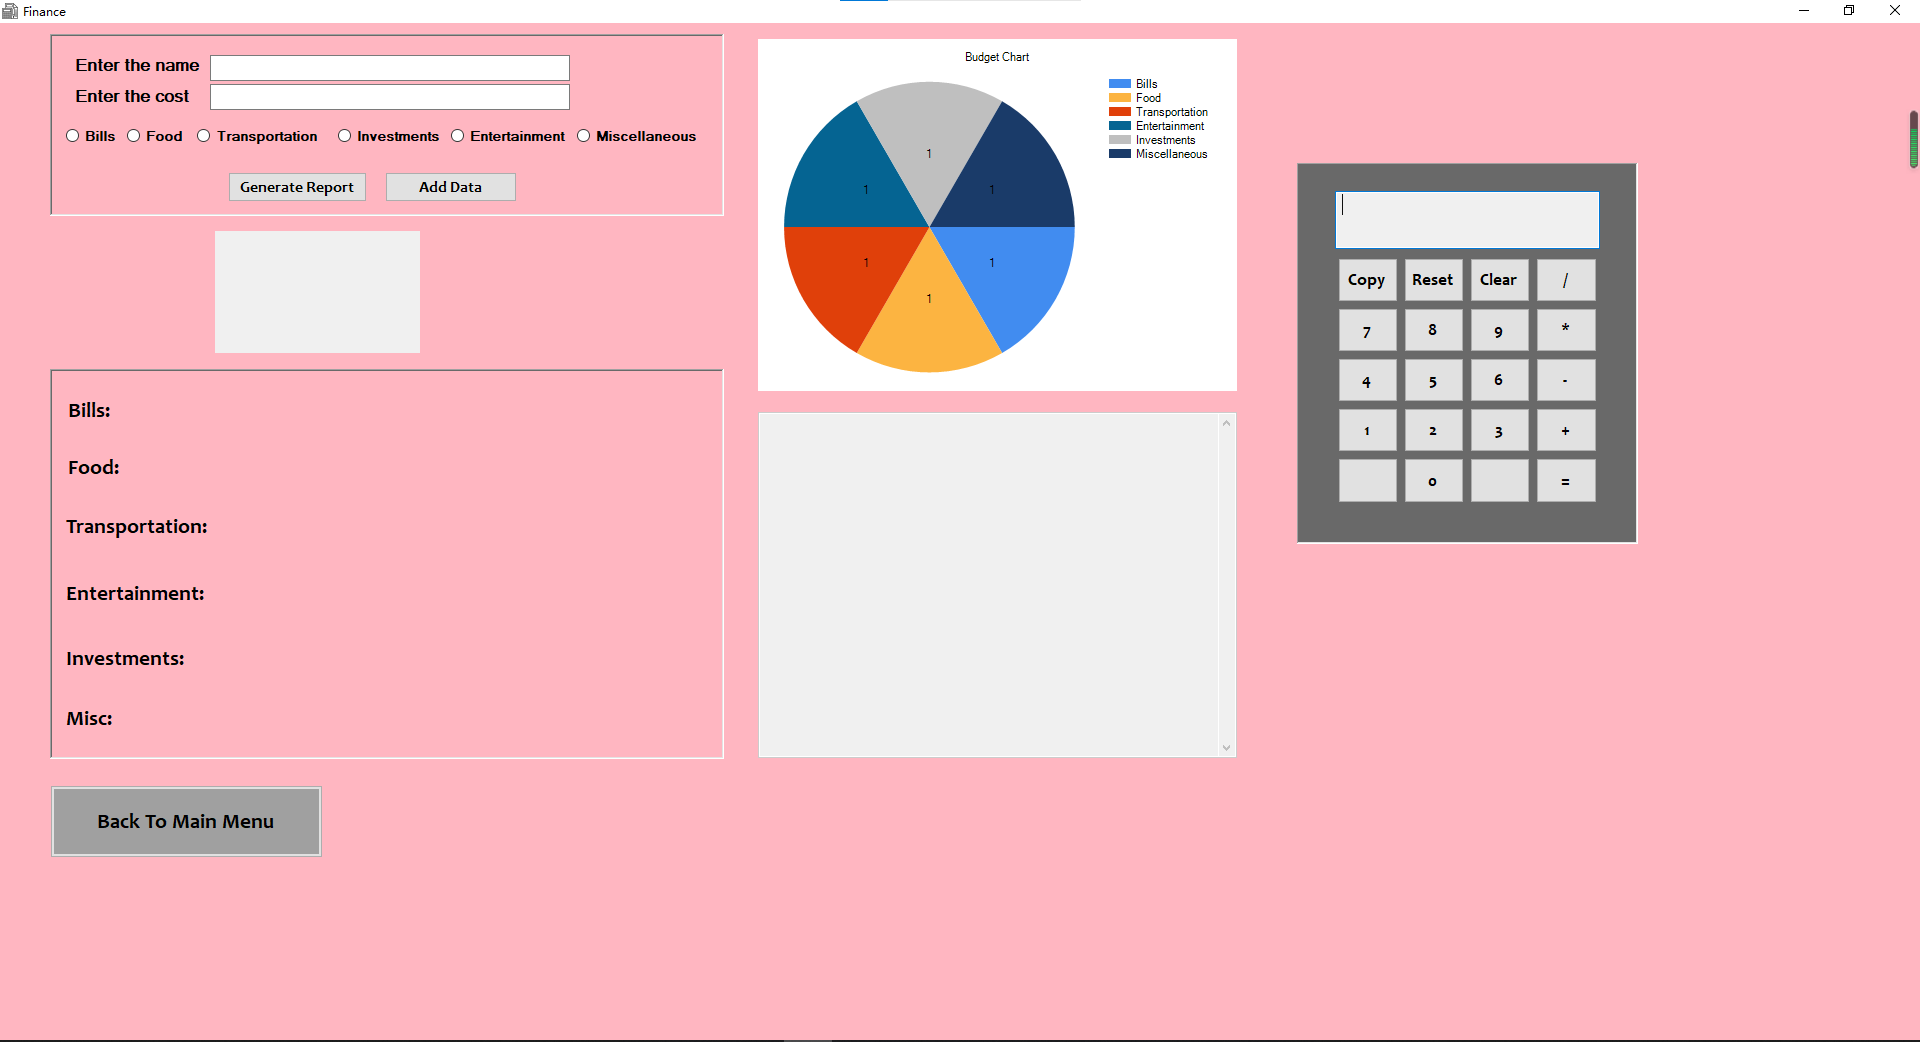 Finance
Enter the name
Enter the cost
Bills Food Transportation Investments Entertainment Miscellaneous
Generate Report Add Data
Bills:
Food:
Transportation:
Entertainment:
Investments:
Misc:
Back To Main Menu
Budget Chart
Bills
Food
Transportation
Entertainment
Investments
Miscellaneous
1
1 1
1 1
1
Copy Reset Clear /
7 8 9 *
4 5 6 -
1 2 3 +
0 =